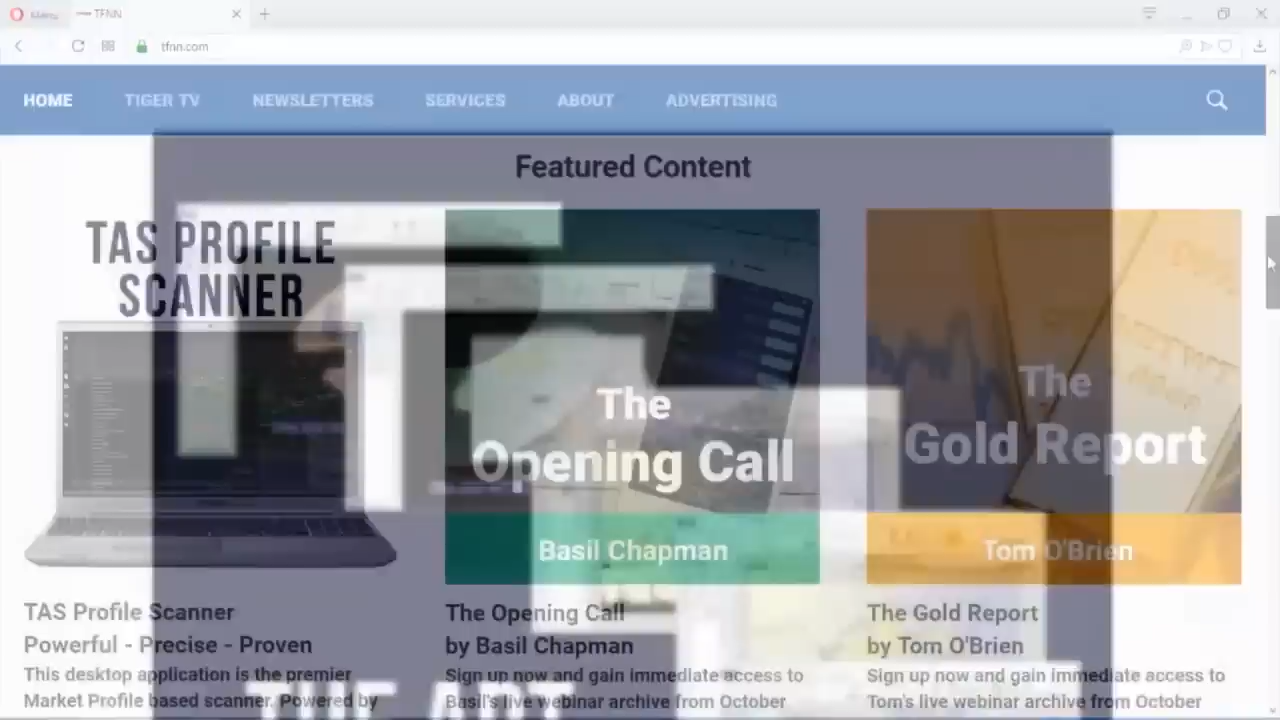 Menu
TFNN
tfnn.com
HOME TIGER TV NEWSLETTERS SERVICES ABOUT ADVERTISING
Featured Content
TAS PROFILE
SCANNER
The
Opening Call
Basil Chapman
The
Gold Report
Tom O'Brien
TAS Profile Scanner
Powerful - Precise - Proven
This desktop application is the premier
Market Profile based scanner. Powered by
The Opening Call
by Basil Chapman
Sign up now and gain immediate access to
Basil's live webinar archive from October
The Gold Report
by Tom O'Brien
Sign up now and gain immediate access to
Tom's live webinar archive from October
THE ART